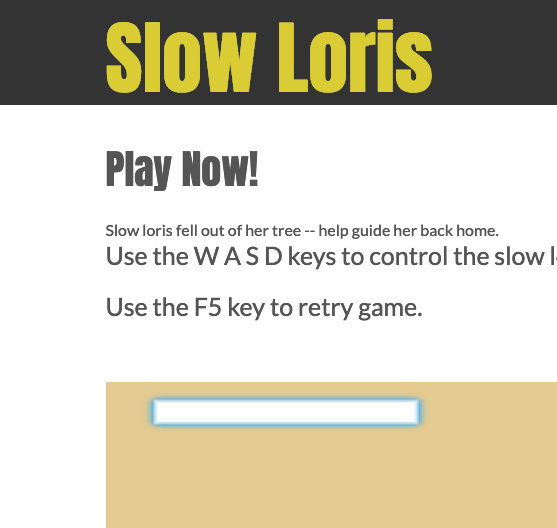 Slow Loris
Play Now!
Slow loris fell out of her tree -- help guide her back home.
Use the W A S D keys to control the slow
Use the F5 key to retry game.